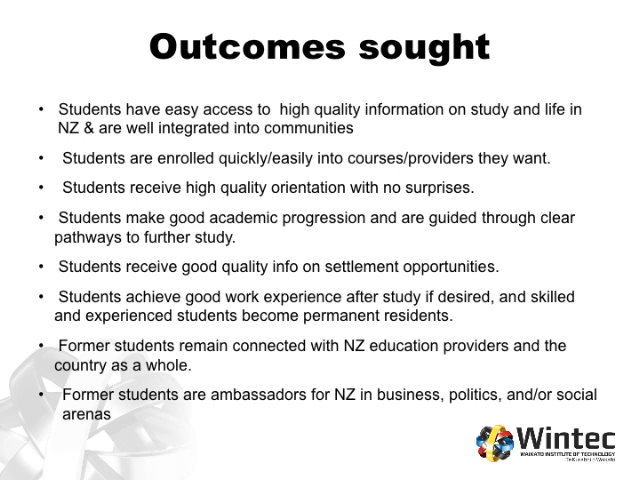 Outcomes sought
• Students have easy access to high quality information on study and life in
NZ & are well integrated into communities
• Students are enrolled quickly/easily into courses/providers they want.
• Students receive high quality orientation with no surprises.
• Students make good academic progression and are guided through clear
pathways to further study.
• Students receive good quality info on settlement opportunities.
• Students achieve good work experience after study if desired, and skilled
and experienced students become permanent residents.
• Former students remain connected with NZ education providers and the
country as a whole.
• Former students are ambassadors for NZ in business, politics, and/or social
arenas
Wintec
WAIKATO INSTITUTE OF TECHNOLOGY